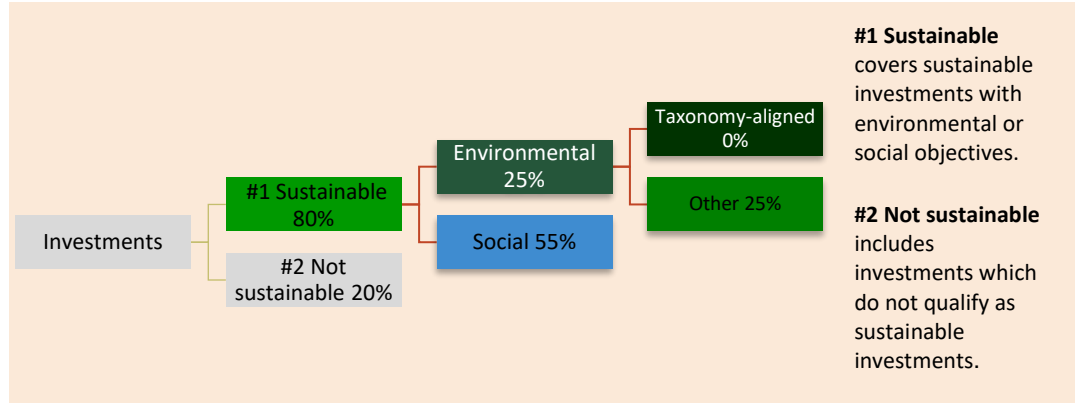 Investments
#1 Sustainable
80%
#2 Not
sustainable 20%
Environmental
25%
Social 55%
Taxonomy-aligned
0%
Other 25%
#1 Sustainable
covers sustainable
investments with
environmental or
social objectives.
#2 Not sustainable
includes
investments which
do not qualify as
sustainable
investments.